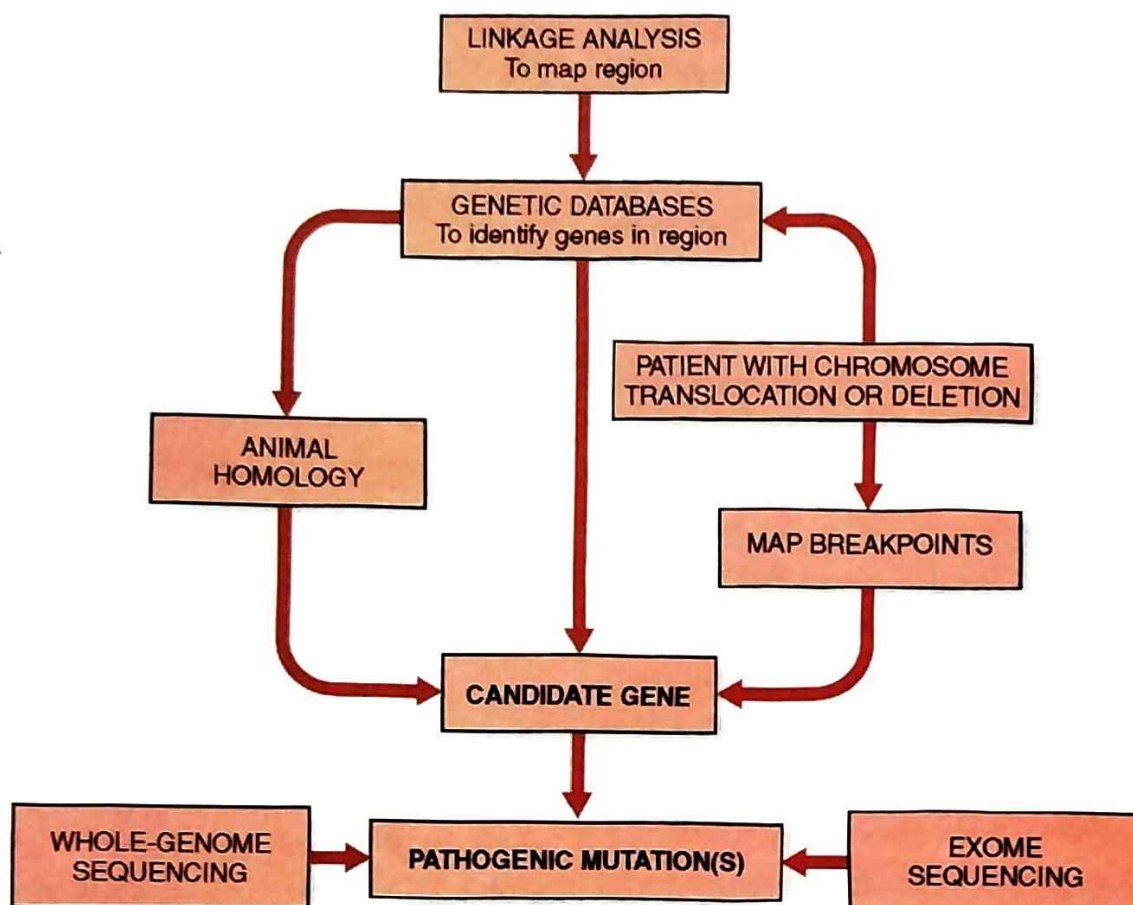 LINKAGE ANALYSIS
To map region
GENETIC DATABASES
To identify genes in region
PATIENT WITH CHROMOSOME
TRANSLOCATION OR DELETION
ANIMAL
HOMOLOGY
MAP BREAKPOINTS
CANDIDATE GENE
WHOLE-GENOME
SEQUENCING
PATHOGENIC MUTATION(S)
EXOME
SEQUENCING